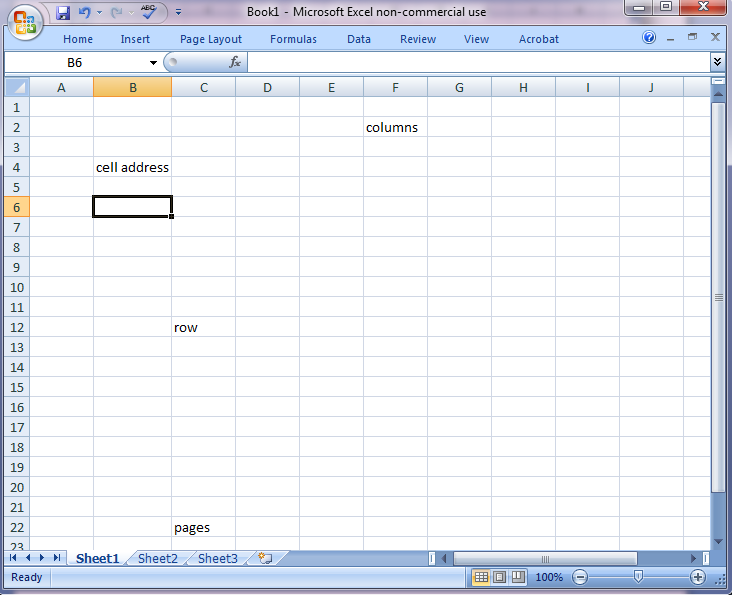 ABC
Book1 - Microsoft Excel non-commercial use
Home Insert Page Layout Formulas Data Review View Acrobat
B6 fx
A B C D E F G H I J
1
2 columns
3
4 cell address
5
6
7
8
9
10
11
12 row
13
14
15
16
17
18
19
20
21
22 pages
23
Sheet1 Sheet2 Sheet3
Ready 100%